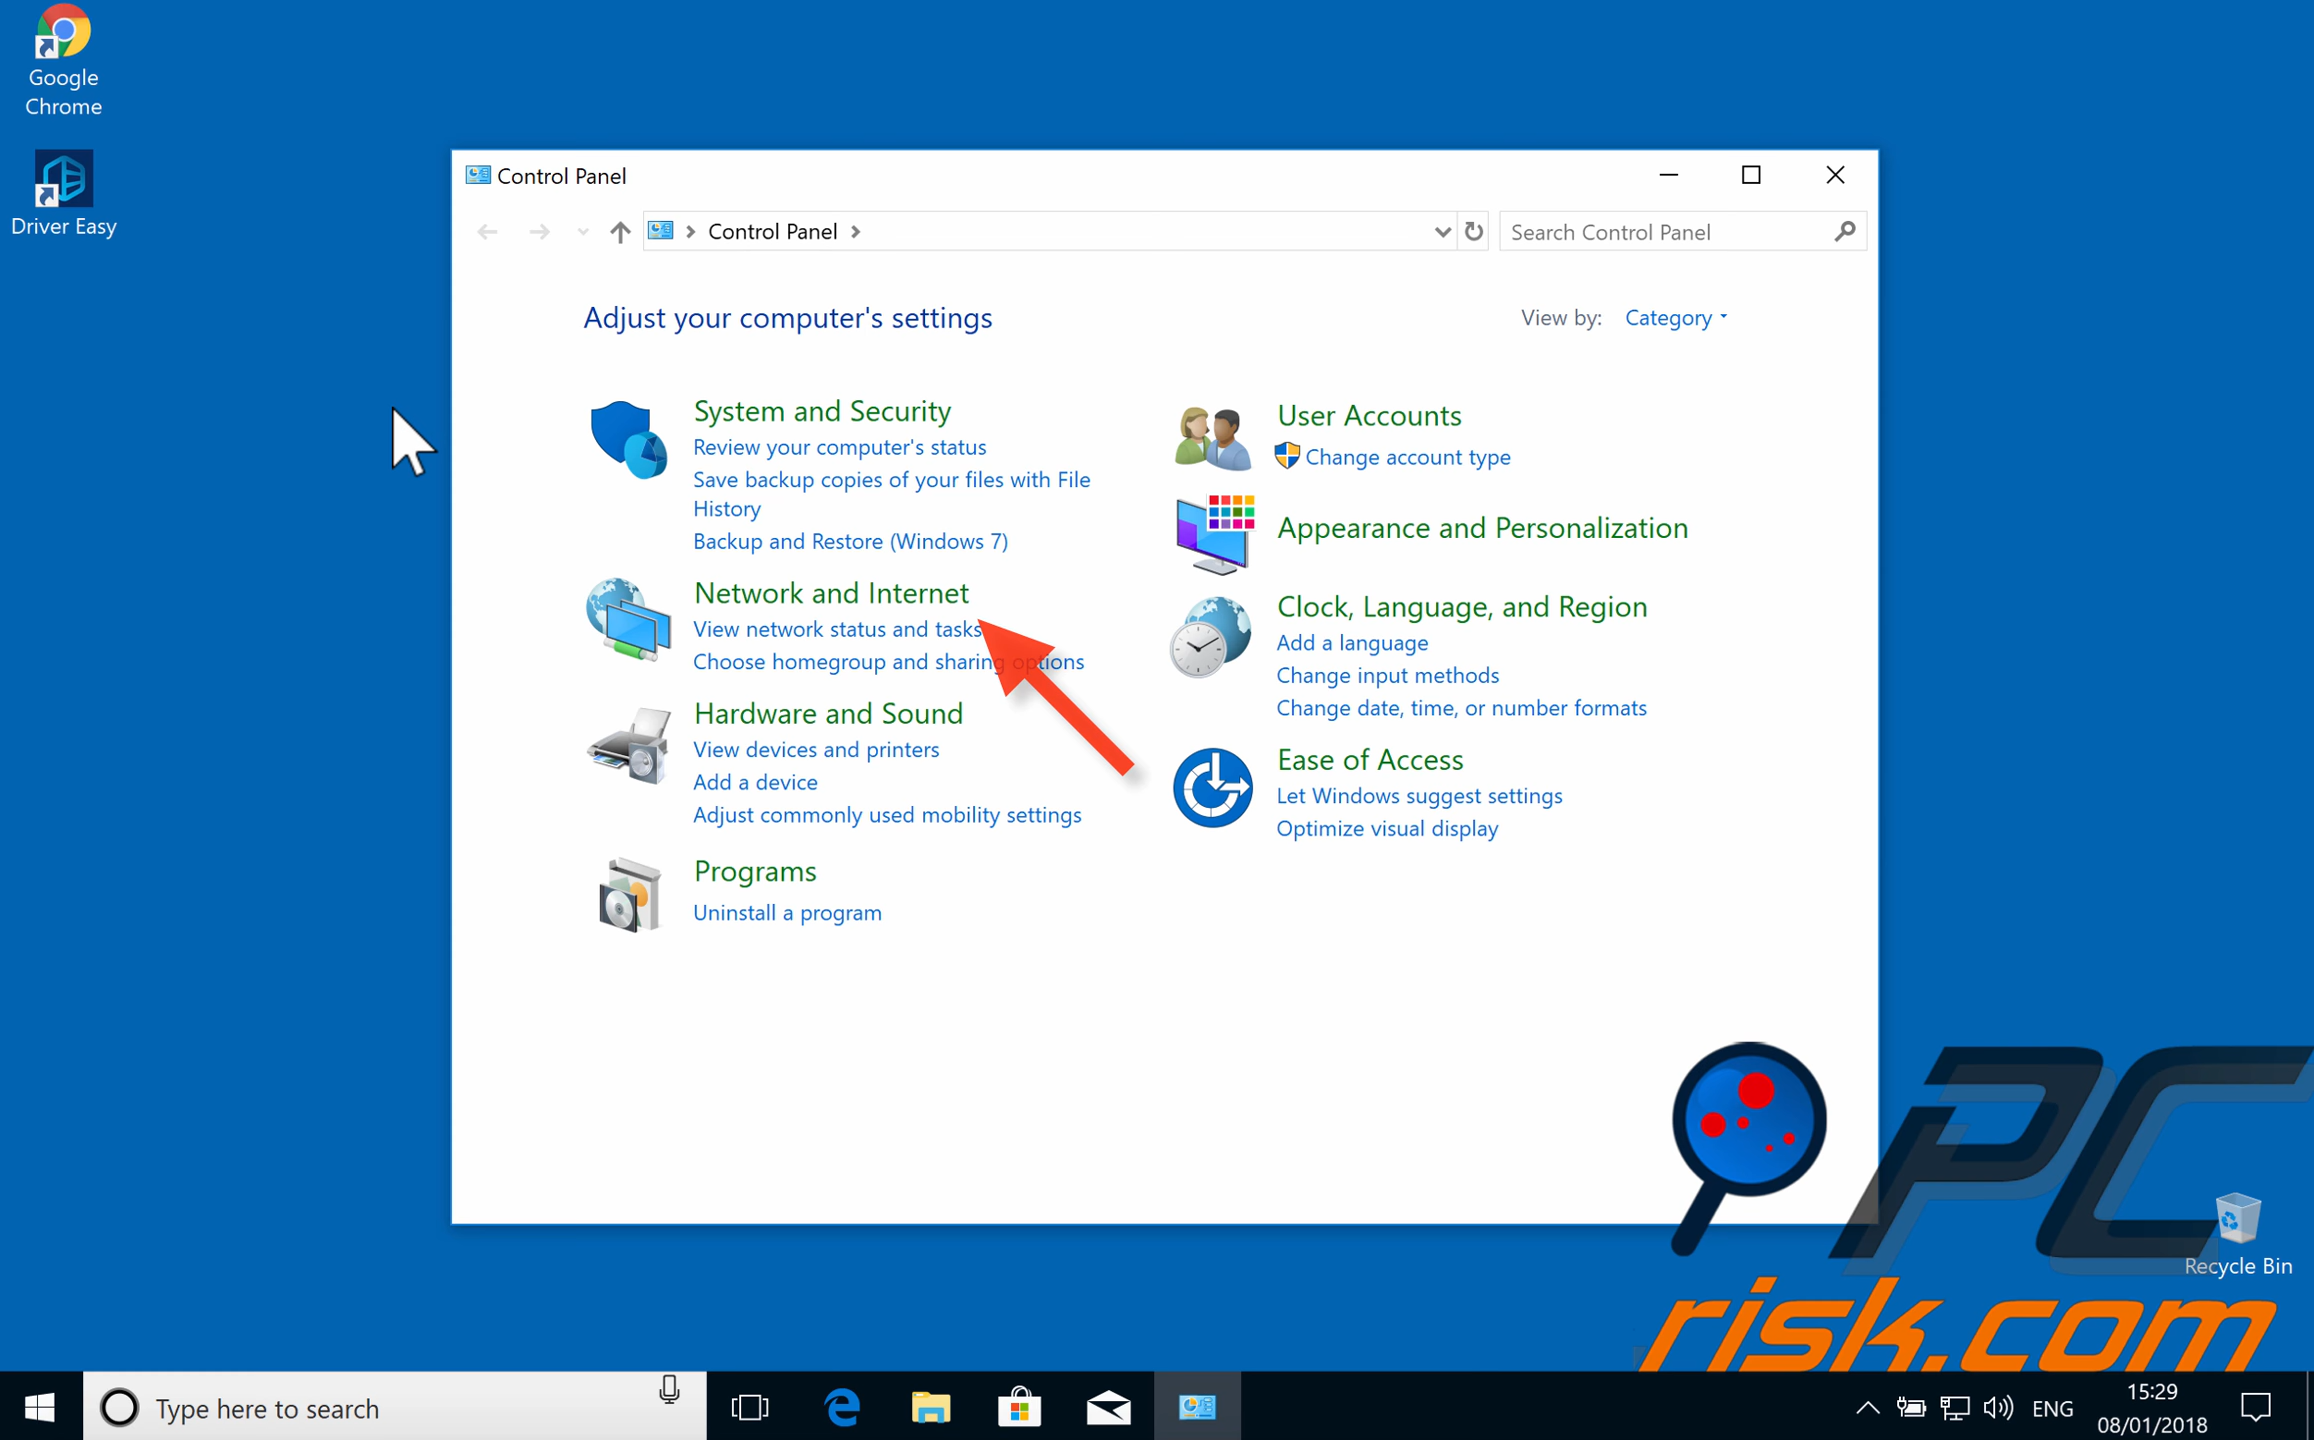 Google
Chrome
Driver Easy
Control Panel
Control Panel
Search Control Panel
Adjust your computer's settings
View by: Category
System and Security
Review your computer's status
Save backup copies of your files with File
History
Backup and Restore (Windows 7)
Network and Internet
View network status and tasks
Choose homegroup and sharing options
Hardware and Sound
View devices and printers
Add a device
Adjust commonly used mobility settings
Programs
Uninstall a program
User Accounts
Change account type
Appearance and Personalization
Clock, Language, and Region
Add a language
Change input methods
Change date, time, or number formats
Ease of Access
Let Windows suggest settings
Optimize visual display
PC
risk.com
Recycle Bin
Type here to search
ENG
15:29
08/01/2018